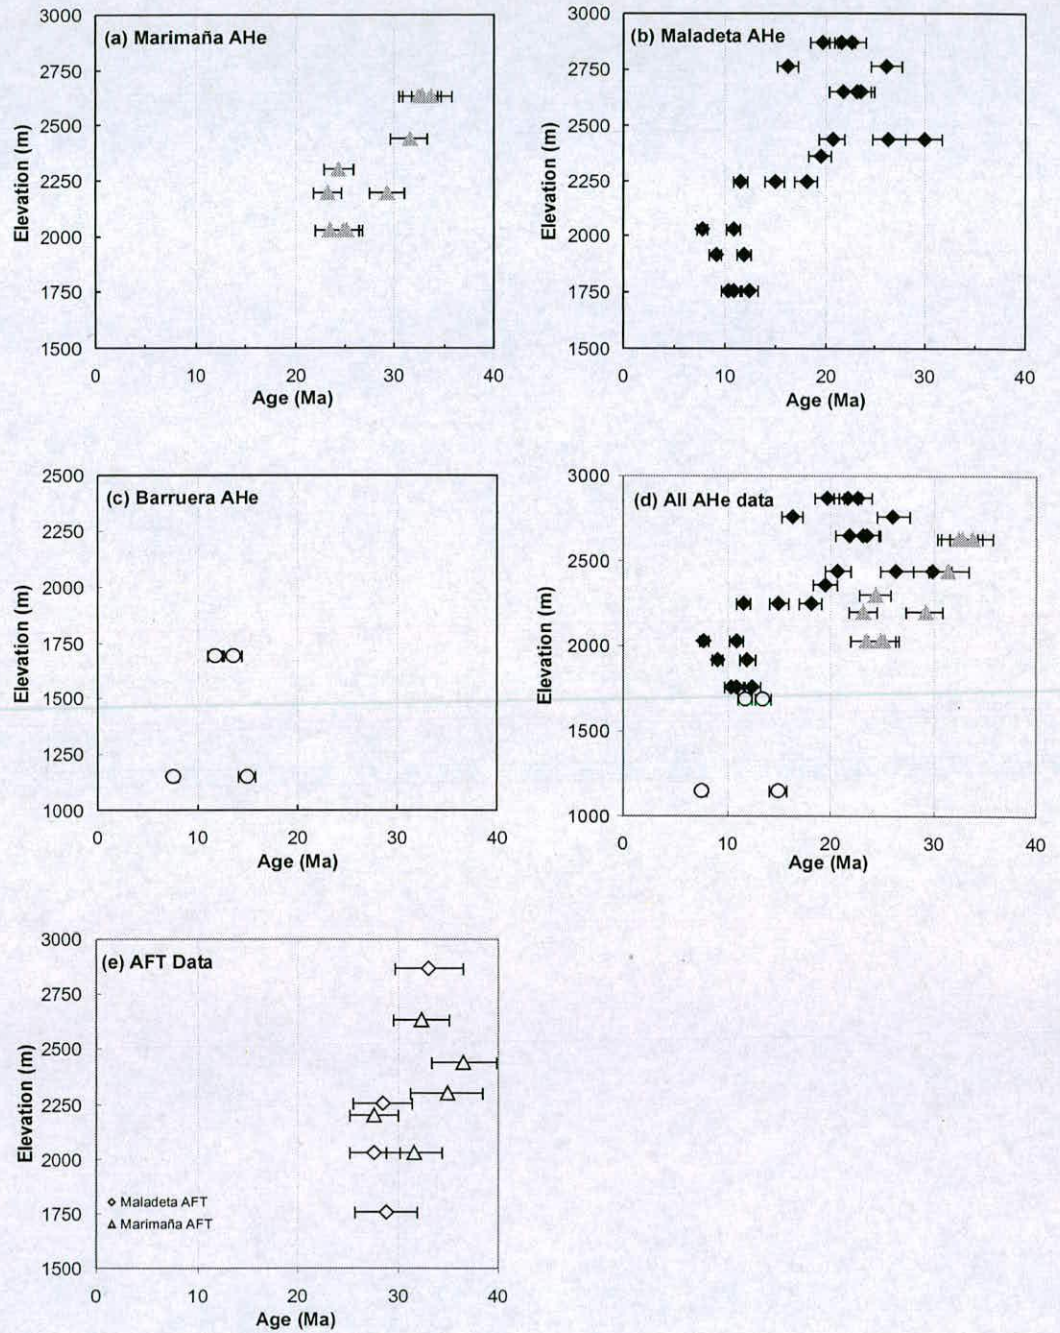 (a) Marimaña AHe
3000
2750
2500
2250
2000
1750
1500
Elevation (m)
0 10 20 30 40
Age (Ma)
(b) Maladeta AHe
3000
2750
2500
2250
2000
1750
1500
Elevation (m)
0 10 20 30 40
Age (Ma)
(c) Barruera AHe
2500
2250
2000
1750
1500
1250
1000
Elevation (m)
0 10 20 30 40
Age (Ma)
(d) All AHe data
3000
2500
2000
1500
1000
Elevation (m)
0 10 20 30 40
Age (Ma)
(e) AFT Data
3000
2750
2500
2250
2000
1750
1500
Elevation (m)
Maladeta AFT
Marimaña AFT
0 10 20 30 40
Age (Ma)